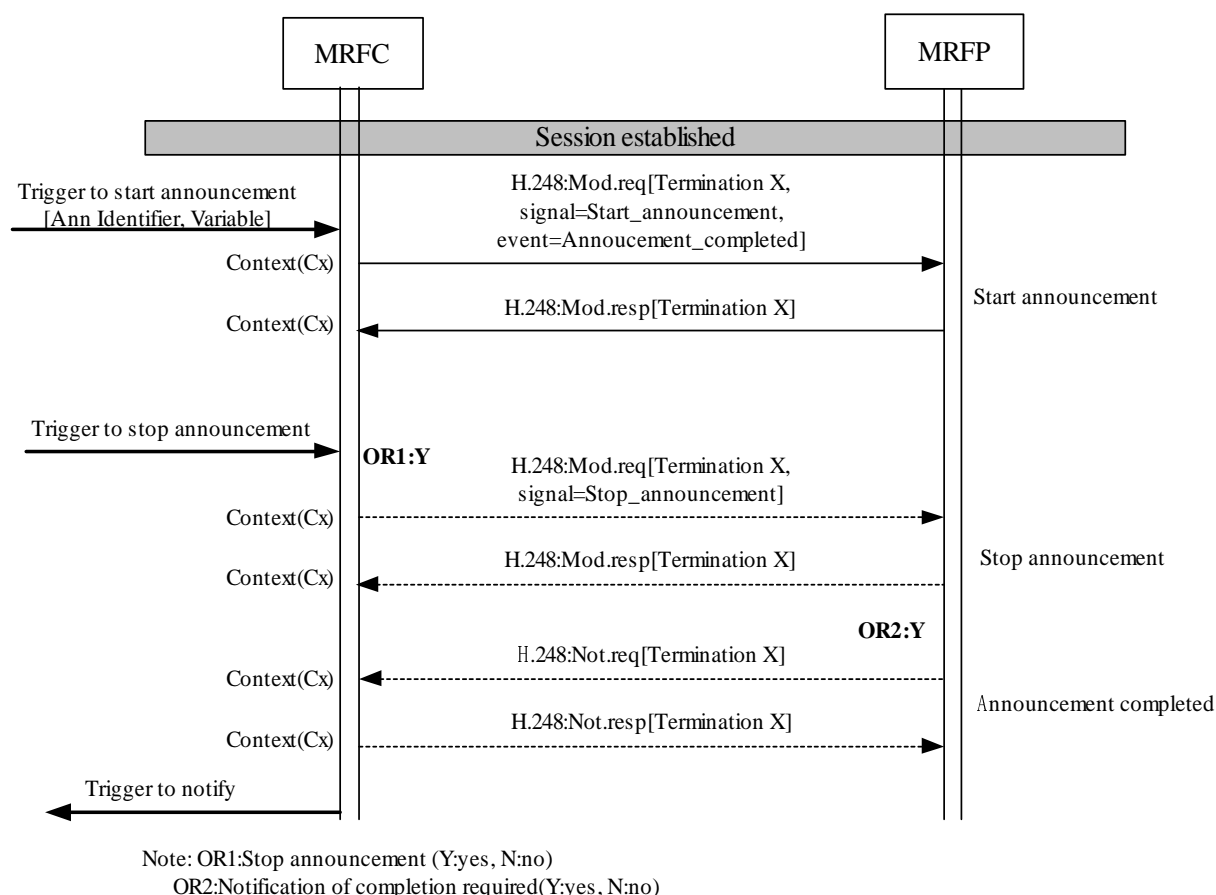 MRFC
MRFP
Session established
Trigger to start announcement
[Ann Identifier, Variable]
H.248:Mod.req[Termination X,
signal=Start_announcement,
event=Annoucement_completed]
Context(Cx)
Start announcement
H.248:Mod.resp[Termination X]
Context(Cx)
Trigger to stop announcement
OR1:Y
H.248:Mod.req[Termination X,
signal=Stop_announcement]
Context(Cx)
H.248:Mod.resp[Termination X]
Stop announcement
Context(Cx)
OR2:Y
H.248:Not.req[Termination X]
Context(Cx)
Announcement completed
H.248:Not.resp[Termination X]
Context(Cx)
Trigger to notify
Note: OR1:Stop announcement (Y:yes, N:no)
OR2:Notification of completion required(Y:yes, N:no)